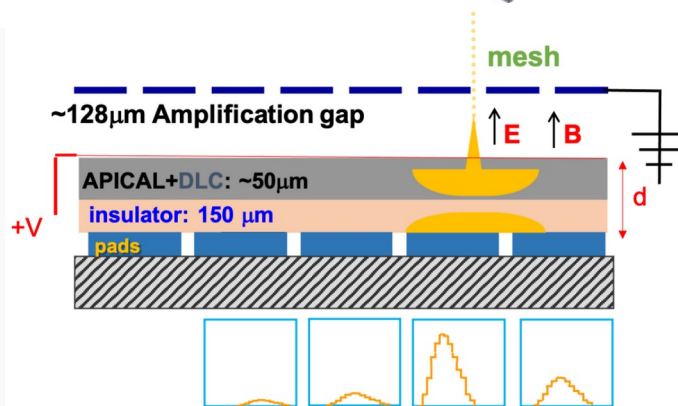 mesh
~128μm Amplification gap
E
B
APICAL+DLC: ~50μm
d
insulator: 150 μm
+V
pads